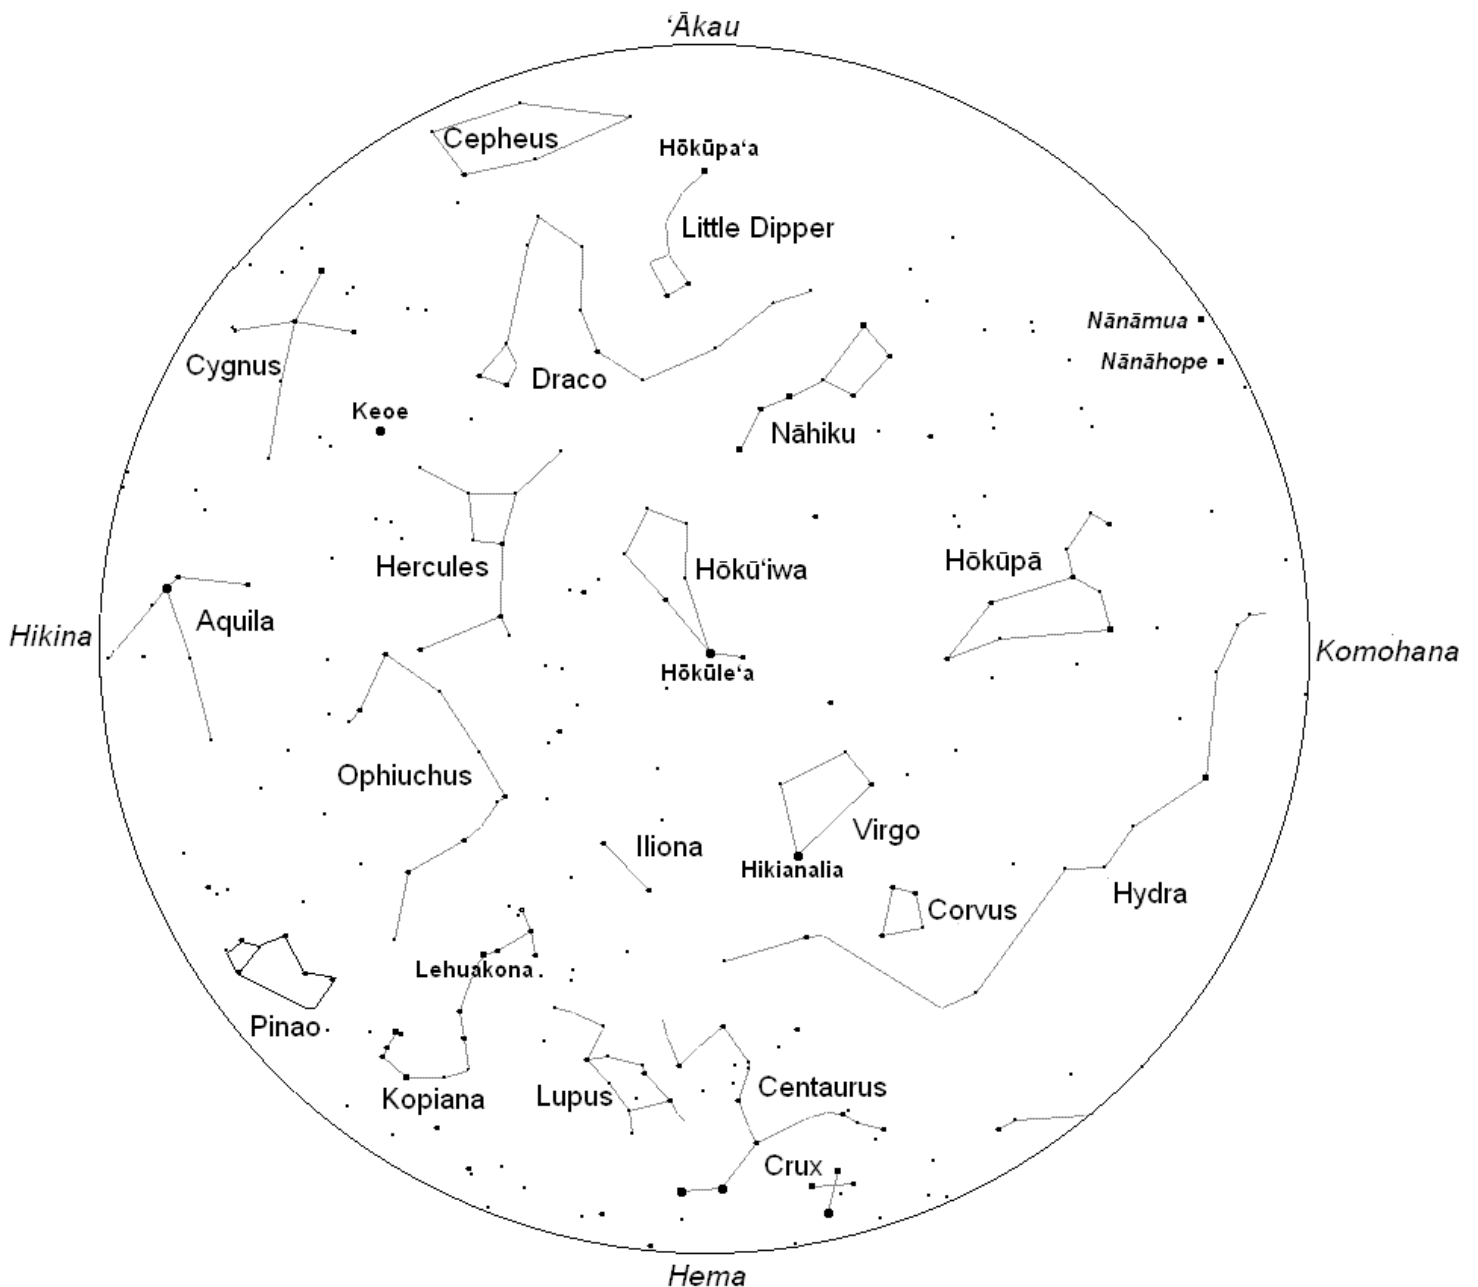 ʻĀkau
Cepheus
Hōkūpaʻa
Little Dipper
Nānāmua
Nānāhope
Cygnus
Draco
Keoe
Nāhiku
Hercules
Hōkūʻiwa
Hōkūpā
Aquila
Hikina
Komohana
Hōkūleʻa
Ophiuchus
Iliona
Virgo
Hikianalia
Hydra
Corvus
Lehuakona
Pinao
Kopiana
Lupus
Centaurus
Crux
Hema